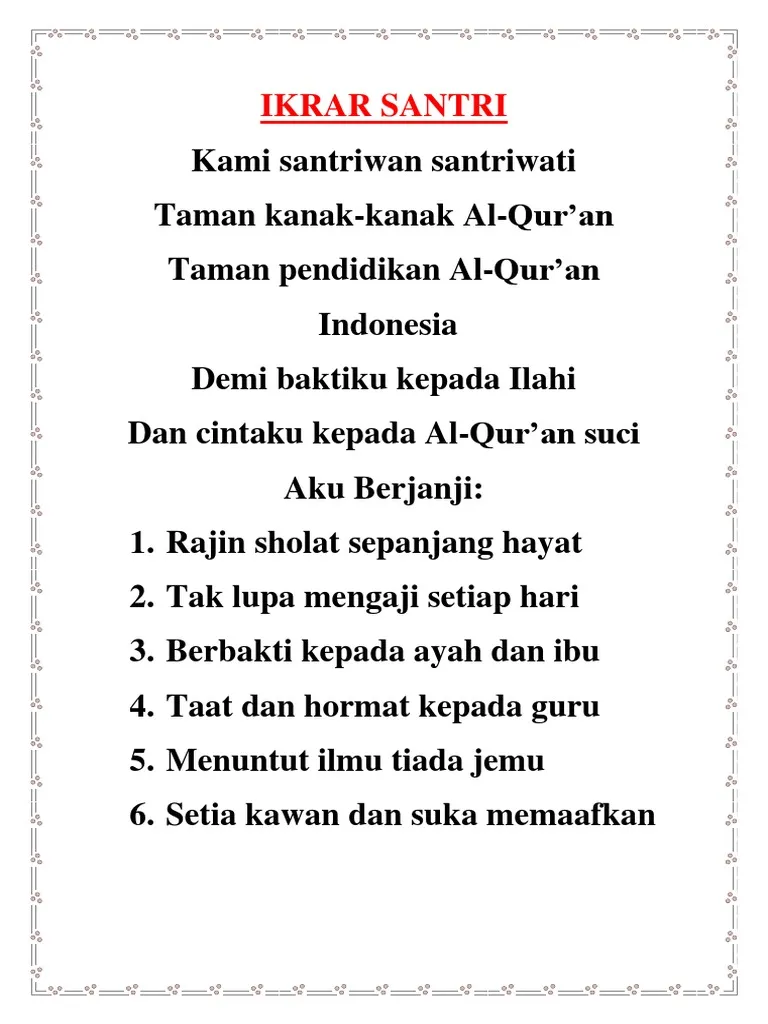 IKRAR SANTRI
Kami santriwan santriwati
Taman kanak-kanak Al-Qur’an
Taman pendidikan Al-Qur’an
Indonesia
Demi baktiku kepada Ilahi
Dan cintaku kepada Al-Qur’an suci
Aku Berjanji:
1. Rajin sholat sepanjang hayat
2. Tak lupa mengaji setiap hari
3. Berbakti kepada ayah dan ibu
4. Taat dan hormat kepada guru
5. Menuntut ilmu tiada jemu
6. Setia kawan dan suka memaafkan